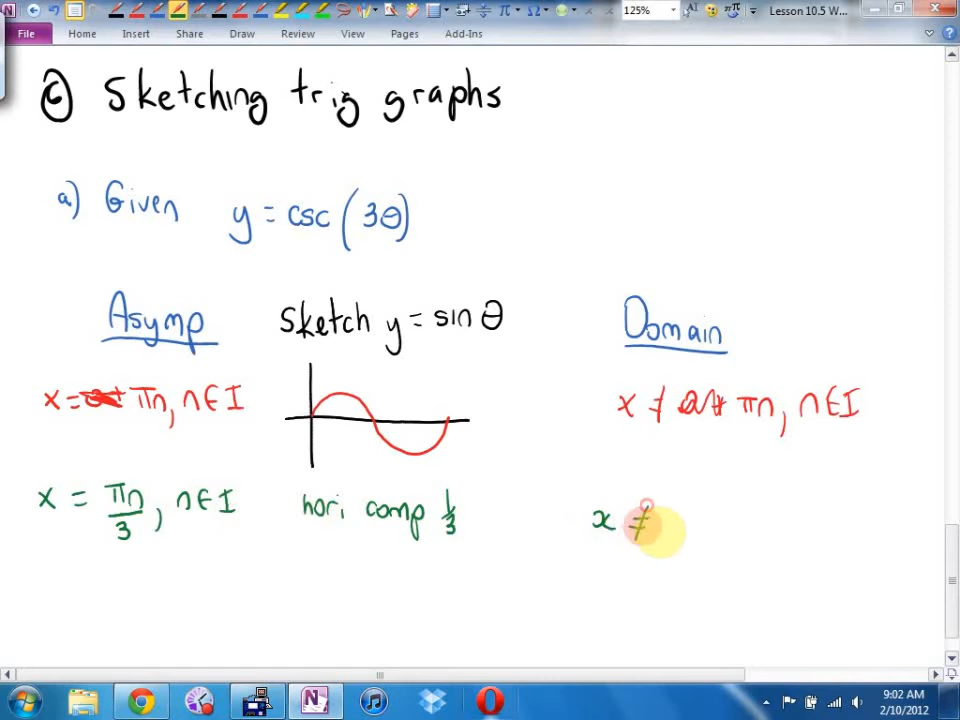 125%
Lesson 10.5 W...
File Home Insert Share Draw Review View Pages Add-Ins
© Sketching trig graphs
a) Given y = csc (3θ)
Asymp
Sketch y = sin θ
Domain
x = πn, n∈I
x ≠ πn, n∈I
x = πn/3, n∈I
hori comp 1/3
x ≠
9:02 AM
2/10/2012